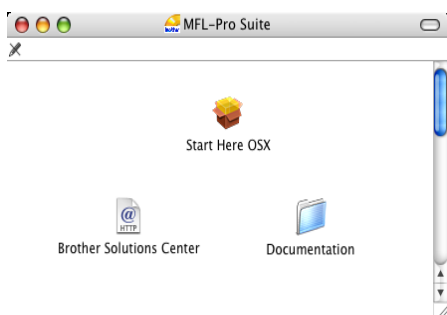 MFL-Pro Suite
Start Here OSX
HTTP
Brother Solutions Center
Documentation